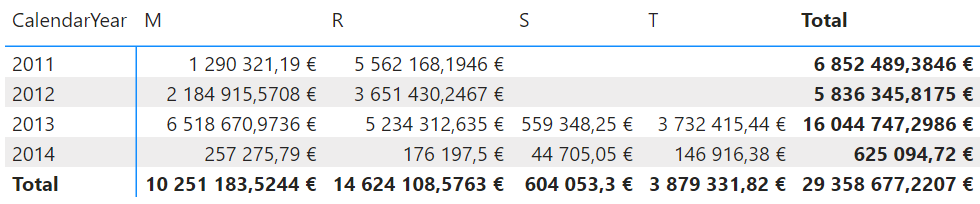 CalendarYear M R S T Total
2011 1 290 321,19 € 5 562 168,1946 € 6 852 489,3846 €
2012 2 184 915,5708 € 3 651 430,2467 € 5 836 345,8175 €
2013 6 518 670,9736 € 5 234 312,635 € 559 348,25 € 3 732 415,44 € 16 044 747,2986 €
2014 257 275,79 € 176 197,5 € 44 705,05 € 146 916,38 € 625 094,72 €
Total 10 251 183,5244 € 14 624 108,5763 € 604 053,3 € 3 879 331,82 € 29 358 677,2207 €